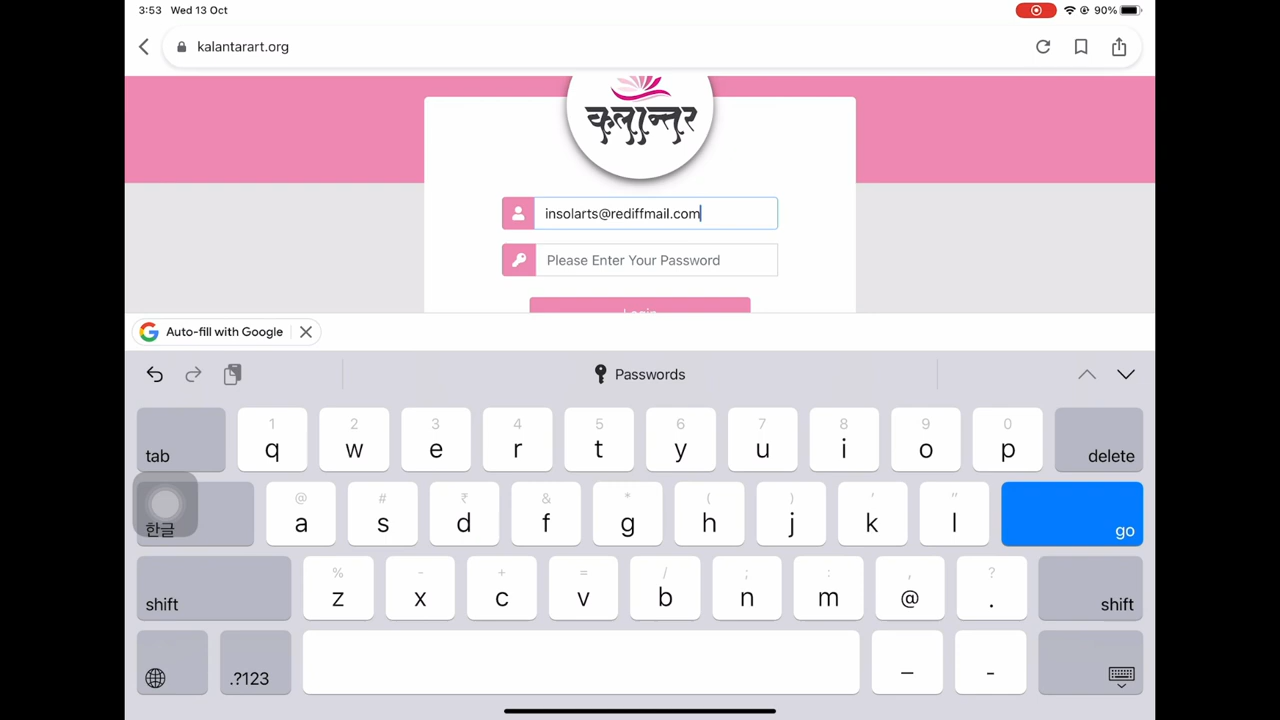 3:53 Wed 13 Oct 90%
kalantarart.org
कलान्तर
insolarts@rediffmail.com
Please Enter Your Password
Login
Auto-fill with Google
Passwords
1 2 3 4 5 6 7 8 9 0
tab q w e r t y u i o p delete
@ # ₹ & * ( ) ' "
한글 a s d f g h j k l go
% - + = / ; : , ?
shift z x c v b n m @ . shift
.?123 _ -